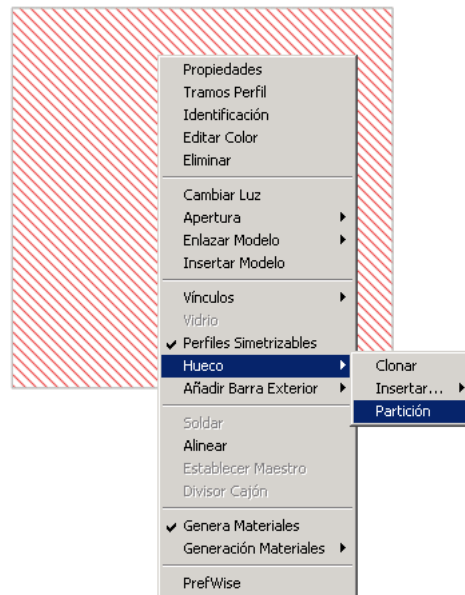 Propiedades
Tramos Perfil
Identificación
Editar Color
Eliminar
Cambiar Luz
Apertura
Enlazar Modelo
Insertar Modelo
Vínculos
Vidrio
Perfiles Simetrizables
Hueco
Añadir Barra Exterior
Soldar
Alinear
Establecer Maestro
Divisor Cajón
Genera Materiales
Generación Materiales
PrefWise
Clonar
Insertar...
Partición